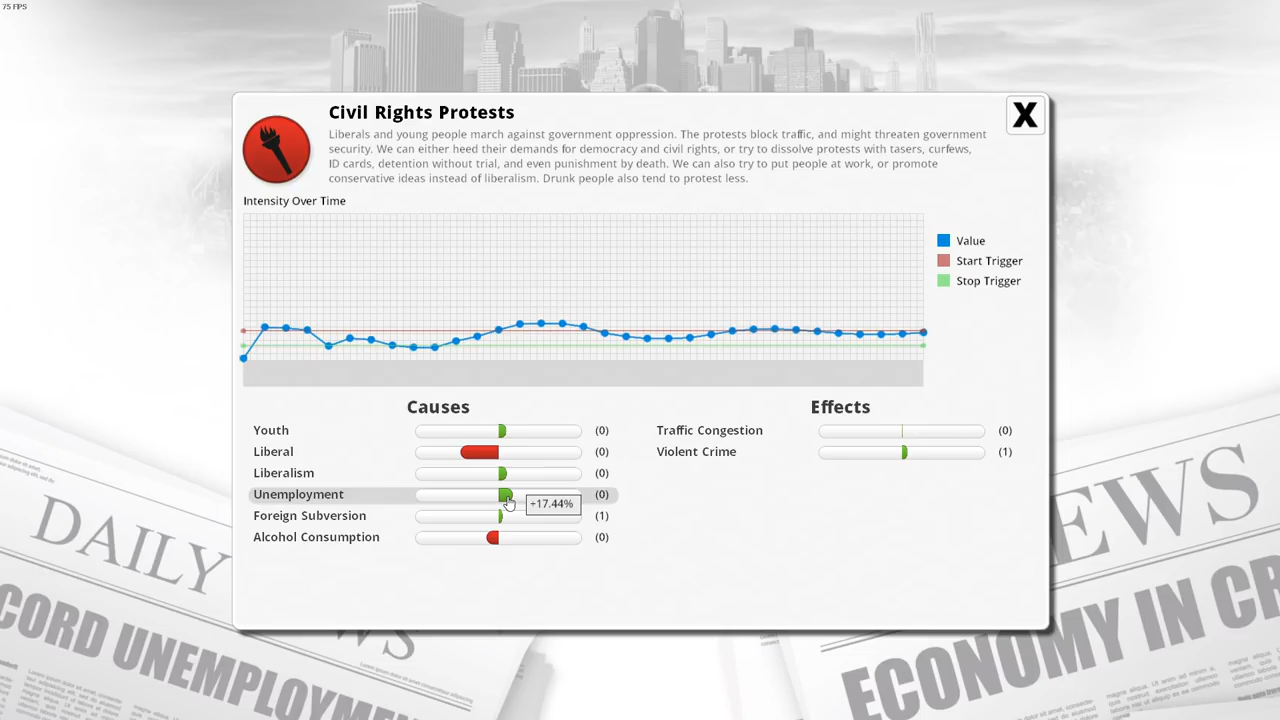 75 FPS
Civil Rights Protests
X
Liberals and young people march against government oppression. The protests block traffic, and might threaten government
security. We can either heed their demands for democracy and civil rights, or try to dissolve protests with tasers, curfews,
ID cards, detention without trial, and even punishment by death. We can also try to put people at work, or promote
conservative ideas instead of liberalism. Drunk people also tend to protest less.
Intensity Over Time
Value
Start Trigger
Stop Trigger
Causes
Effects
Youth (0)
Traffic Congestion (0)
Liberal (0)
Violent Crime (1)
Liberalism (0)
Unemployment (0)
+17.44%
Foreign Subversion (1)
Alcohol Consumption (0)
DAILY
EWS
WS
CORD UNEMPLOYME
ECONOMY IN CR